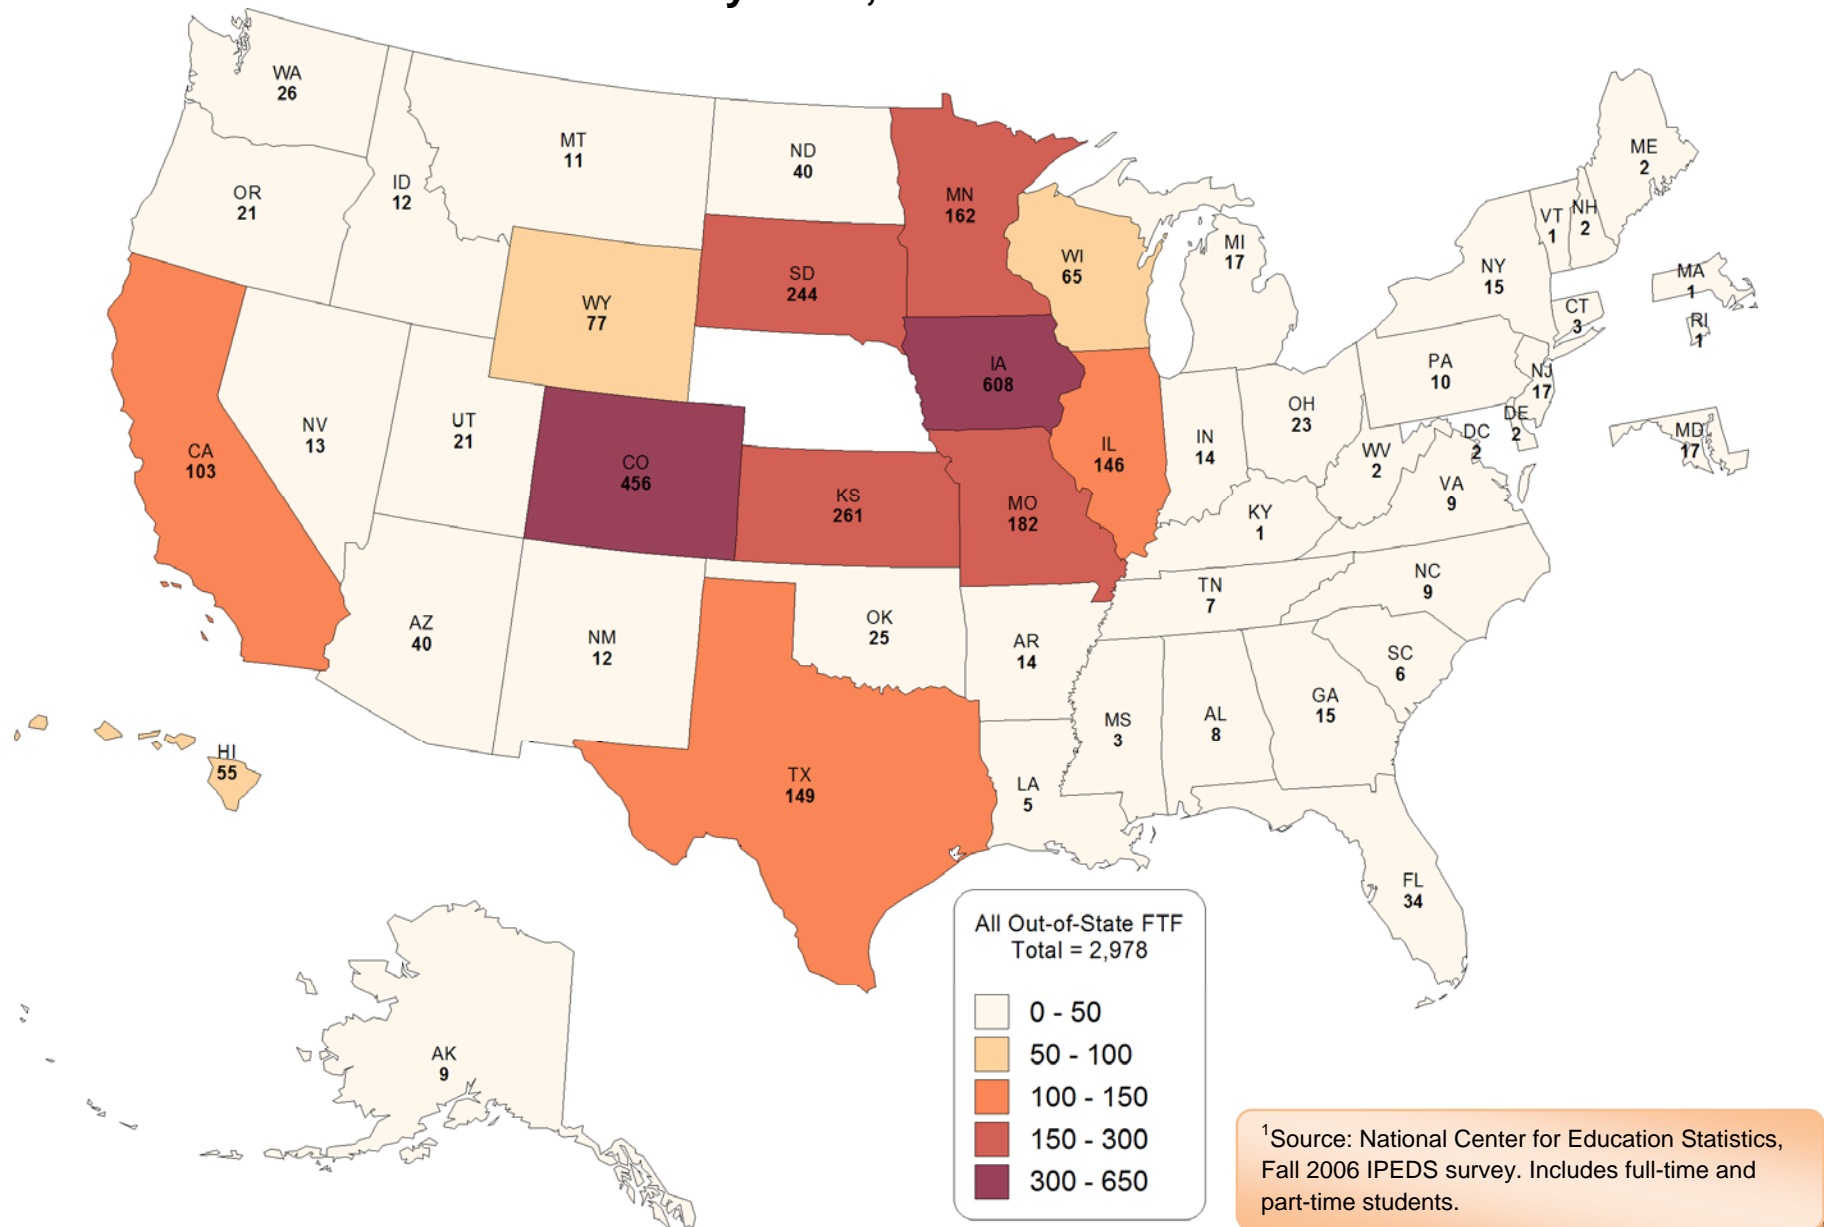 WA
26
MT
11
ND
40
MN
162
ME
2
OR
21
ID
12
VT
1
NH
2
WI
65
MI
17
NY
15
MA
1
SD
244
WY
77
CT
3
RI
1
IA
608
PA
10
NJ
17
NV
13
UT
21
OH
23
DE
2
CA
103
CO
456
IL
146
IN
14
WV
2
DC
2
MD
17
KS
261
MO
182
VA
9
KY
1
NC
9
TN
7
AZ
40
NM
12
OK
25
AR
14
SC
6
GA
15
MS
3
AL
8
HI
55
TX
149
LA
5
FL
34
AK
9
All Out-of-State FTF
Total = 2,978
0 - 50
50 - 100
100 - 150
150 - 300
300 - 650
¹Source: National Center for Education Statistics,
Fall 2006 IPEDS survey. Includes full-time and
part-time students.